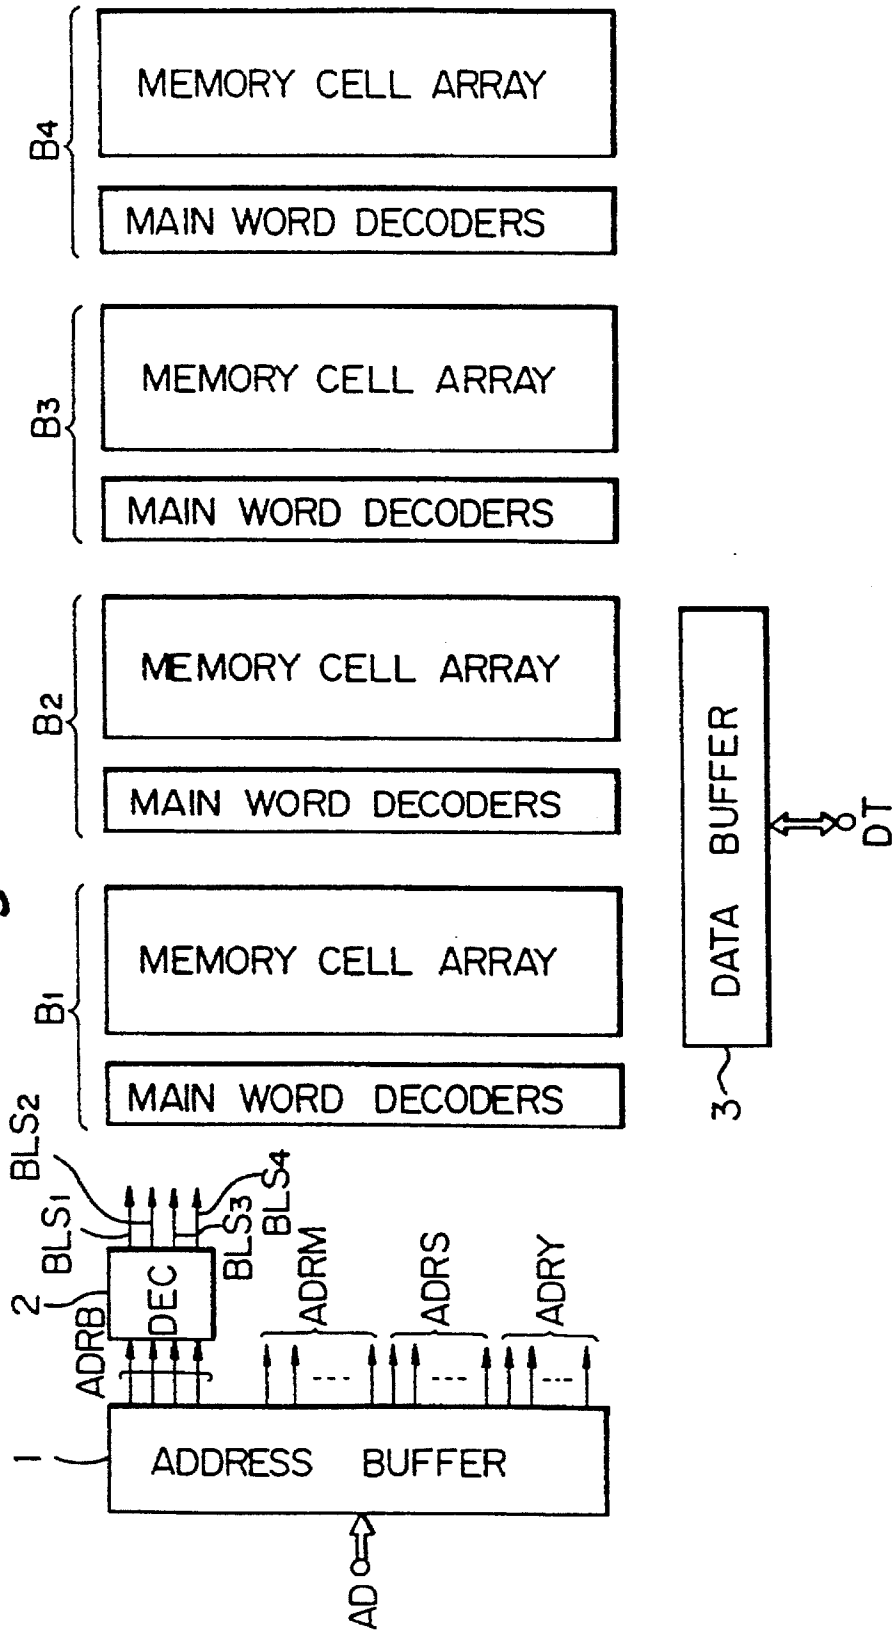 B4
MEMORY CELL ARRAY
MAIN WORD DECODERS
B3
MEMORY CELL ARRAY
MAIN WORD DECODERS
B2
MEMORY CELL ARRAY
MAIN WORD DECODERS
B1
MEMORY CELL ARRAY
MAIN WORD DECODERS
DATA BUFFER
3
DT
BLS1
BLS2
BLS3
BLS4
2
DEC
ADRB
ADRM
ADRS
ADRY
1
ADDRESS BUFFER
AD